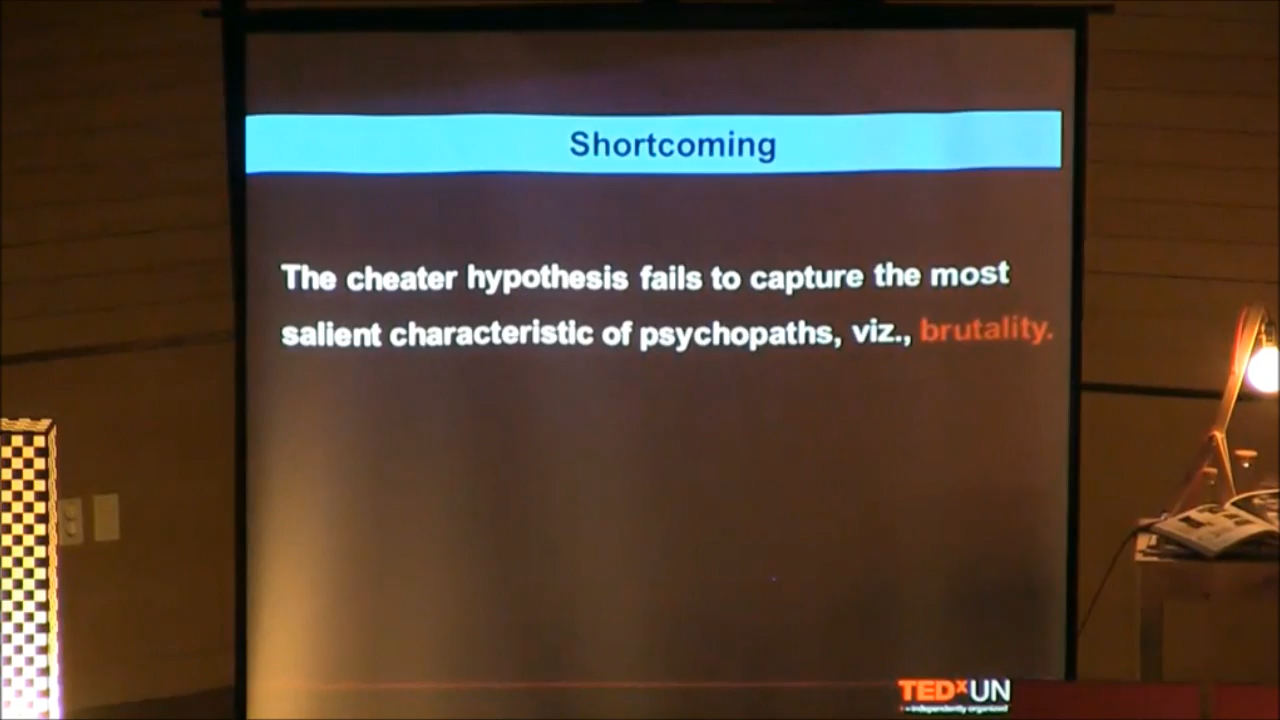 Shortcoming
The cheater hypothesis fails to capture the most
salient characteristic of psychopaths, viz., brutality.
TEDxUN